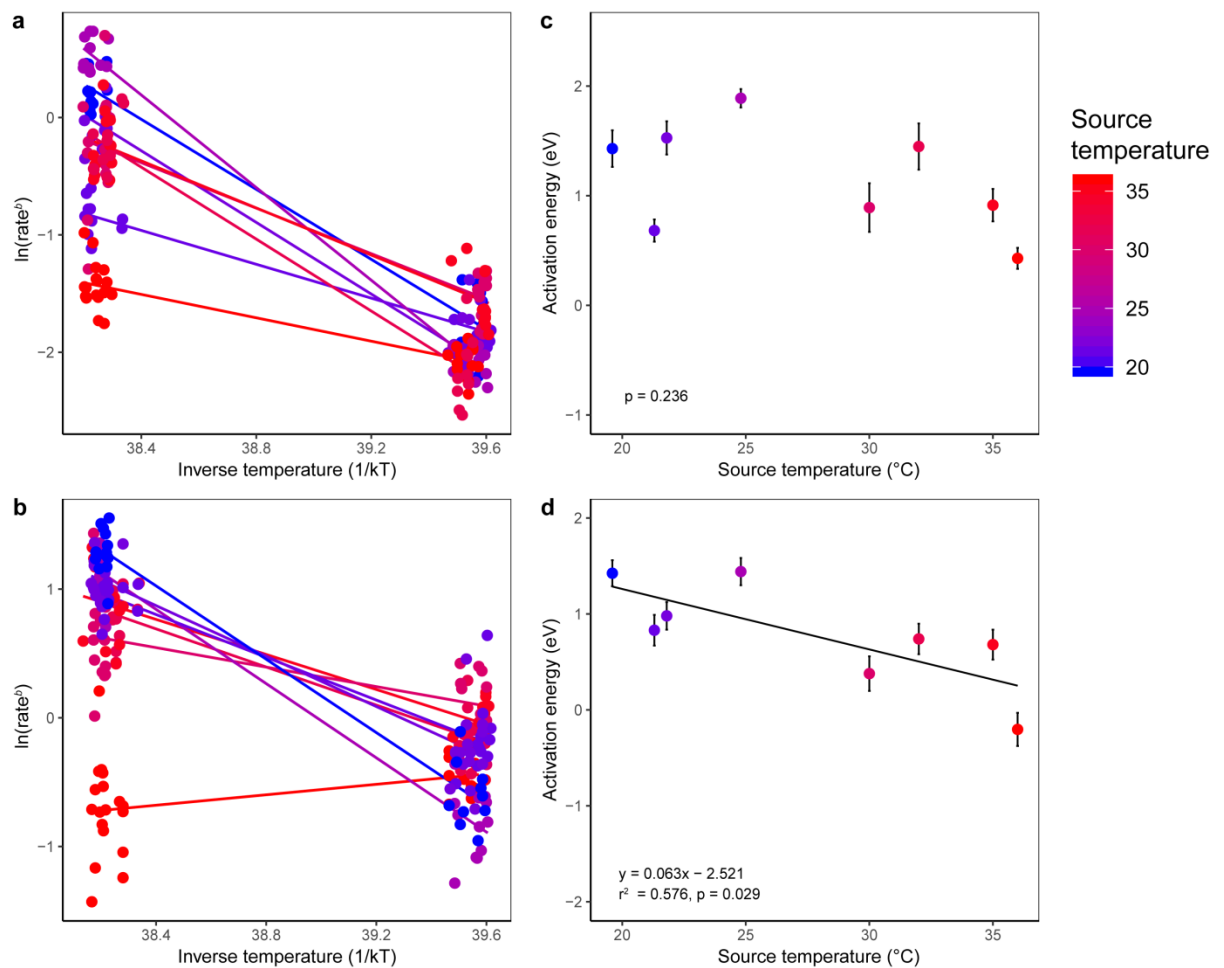 a
0
−1
−2
ln(rateᵇ)
38.4
38.8
39.2
39.6
Inverse temperature (1/kT)
c
2
1
0
−1
Activation energy (eV)
p = 0.236
20
25
30
35
Source temperature (°C)
Source
temperature
35
30
25
20
b
1
0
−1
ln(rateᵇ)
38.4
38.8
39.2
39.6
Inverse temperature (1/kT)
d
2
1
0
−1
−2
Activation energy (eV)
y = 0.063x − 2.521
r² = 0.576, p = 0.029
20
25
30
35
Source temperature (°C)